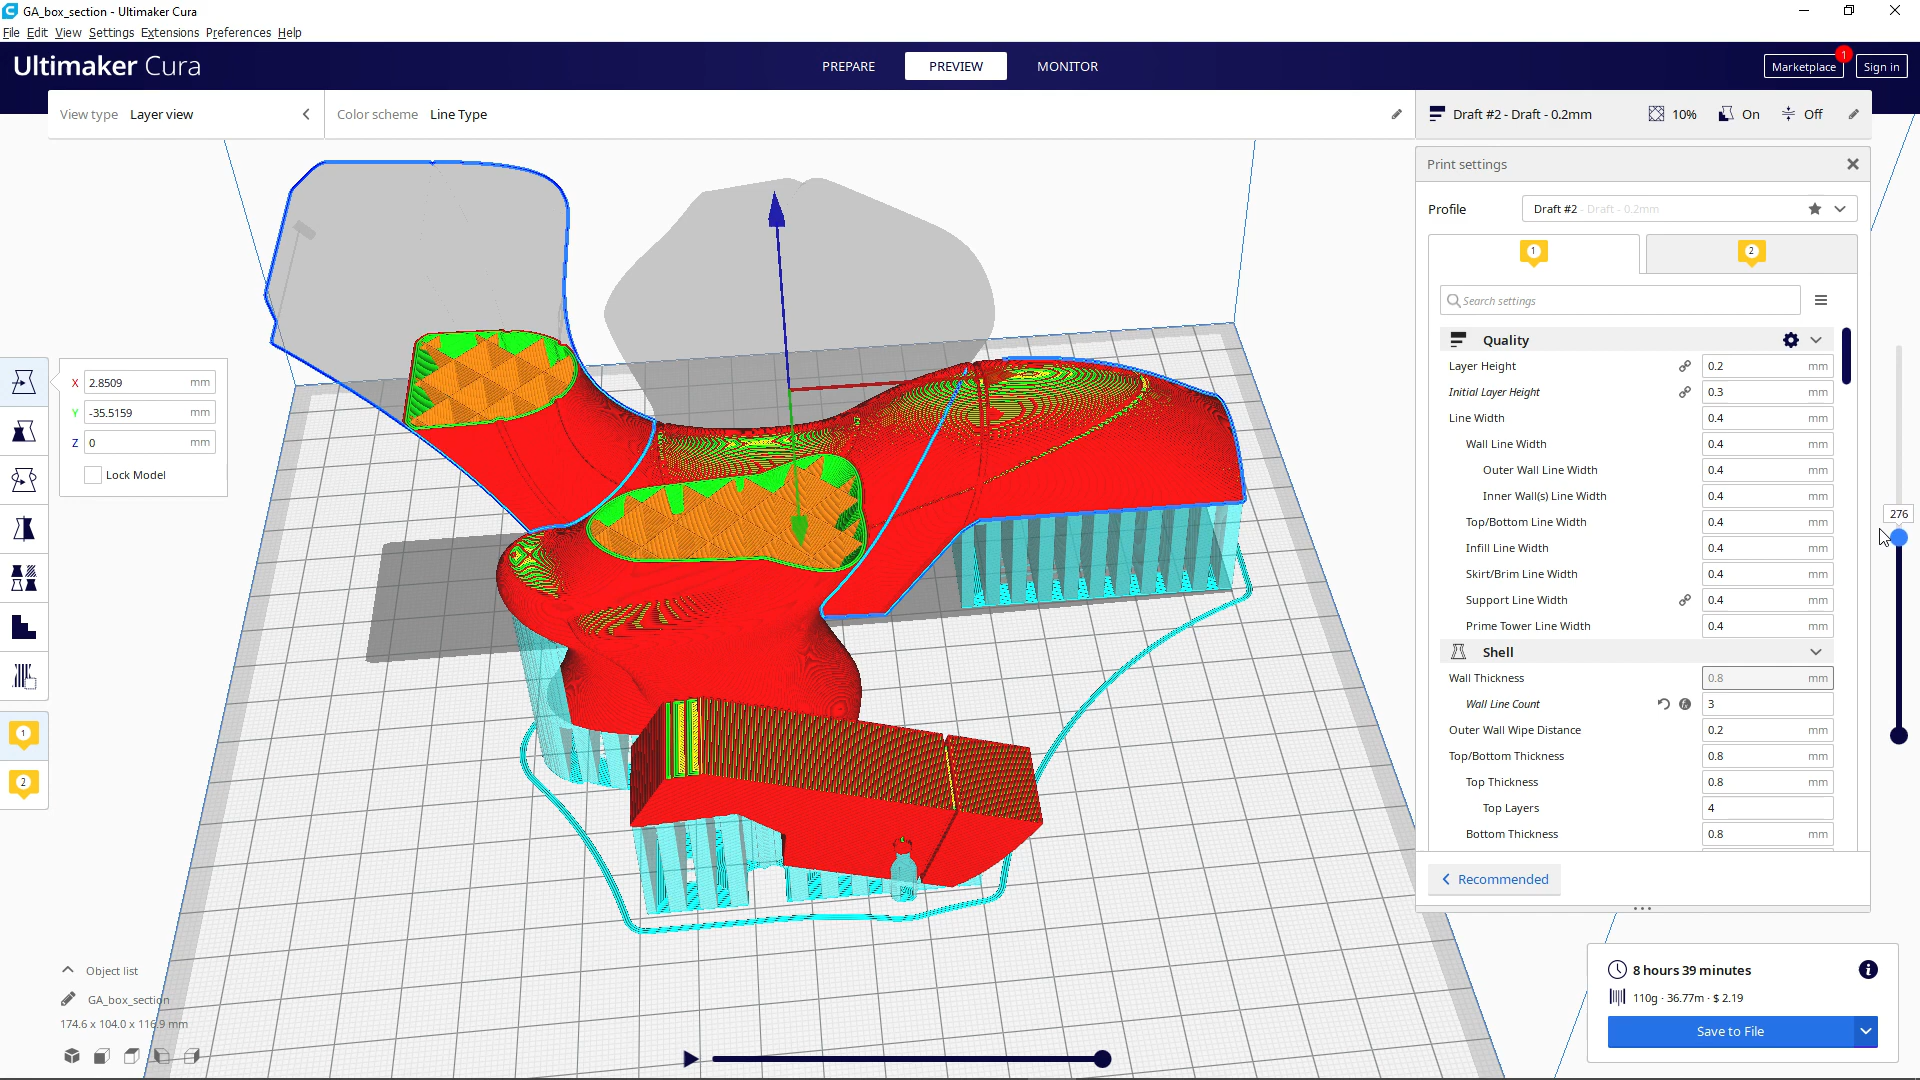 GA_box_section - Ultimaker Cura
File Edit View Settings Extensions Preferences Help
Ultimaker Cura
PREPARE
PREVIEW
MONITOR
Marketplace
1
Sign in
View type Layer view
Color scheme Line Type
Draft #2 - Draft - 0.2mm
10%
On
Off
Print settings
Profile
Draft #2 - Draft - 0.2mm
1
2
Search settings
Quality
Layer Height 0.2 mm
Initial Layer Height 0.3 mm
Line Width 0.4 mm
Wall Line Width 0.4 mm
Outer Wall Line Width 0.4 mm
Inner Wall(s) Line Width 0.4 mm
Top/Bottom Line Width 0.4 mm
Infill Line Width 0.4 mm
Skirt/Brim Line Width 0.4 mm
Support Line Width 0.4 mm
Prime Tower Line Width 0.4 mm
Shell
Wall Thickness 0.8 mm
Wall Line Count 3
Outer Wall Wipe Distance 0.2 mm
Top/Bottom Thickness 0.8 mm
Top Thickness 0.8 mm
Top Layers 4
Bottom Thickness 0.8 mm
Recommended
276
X 2.8509 mm
Y -35.5159 mm
Z 0 mm
Lock Model
1
2
Object list
GA_box_section
174.6 x 104.0 x 116.9 mm
8 hours 39 minutes
110g · 36.77m · $ 2.19
Save to File